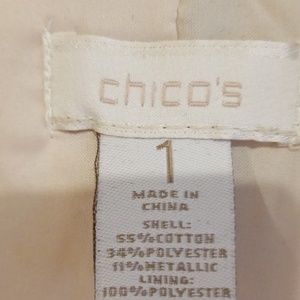 chico's
1
MADE IN
CHINA
SHELL:
55%COTTON
34%POLYESTER
11%METALLIC
LINING:
100%POLYESTER